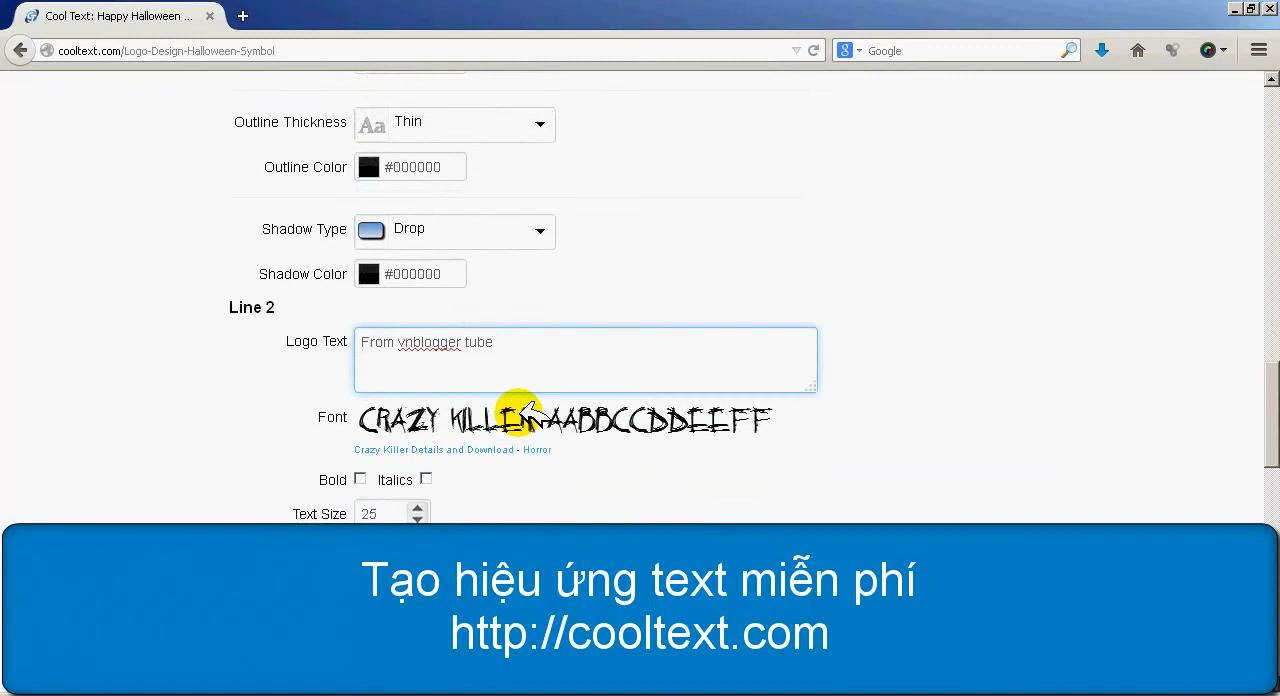 Cool Text: Happy Halloween ...
cooltext.com/Logo-Design-Halloween-Symbol
Google
Outline Thickness Aa Thin
Outline Color #000000
Shadow Type Drop
Shadow Color #000000
Line 2
Logo Text From vnblogger tube
Font CRAZY KILLER AABBCCDDEEFF
Crazy Killer Details and Download - Horror
Bold Italics
Text Size 25
Tạo hiệu ứng text miễn phí
http://cooltext.com